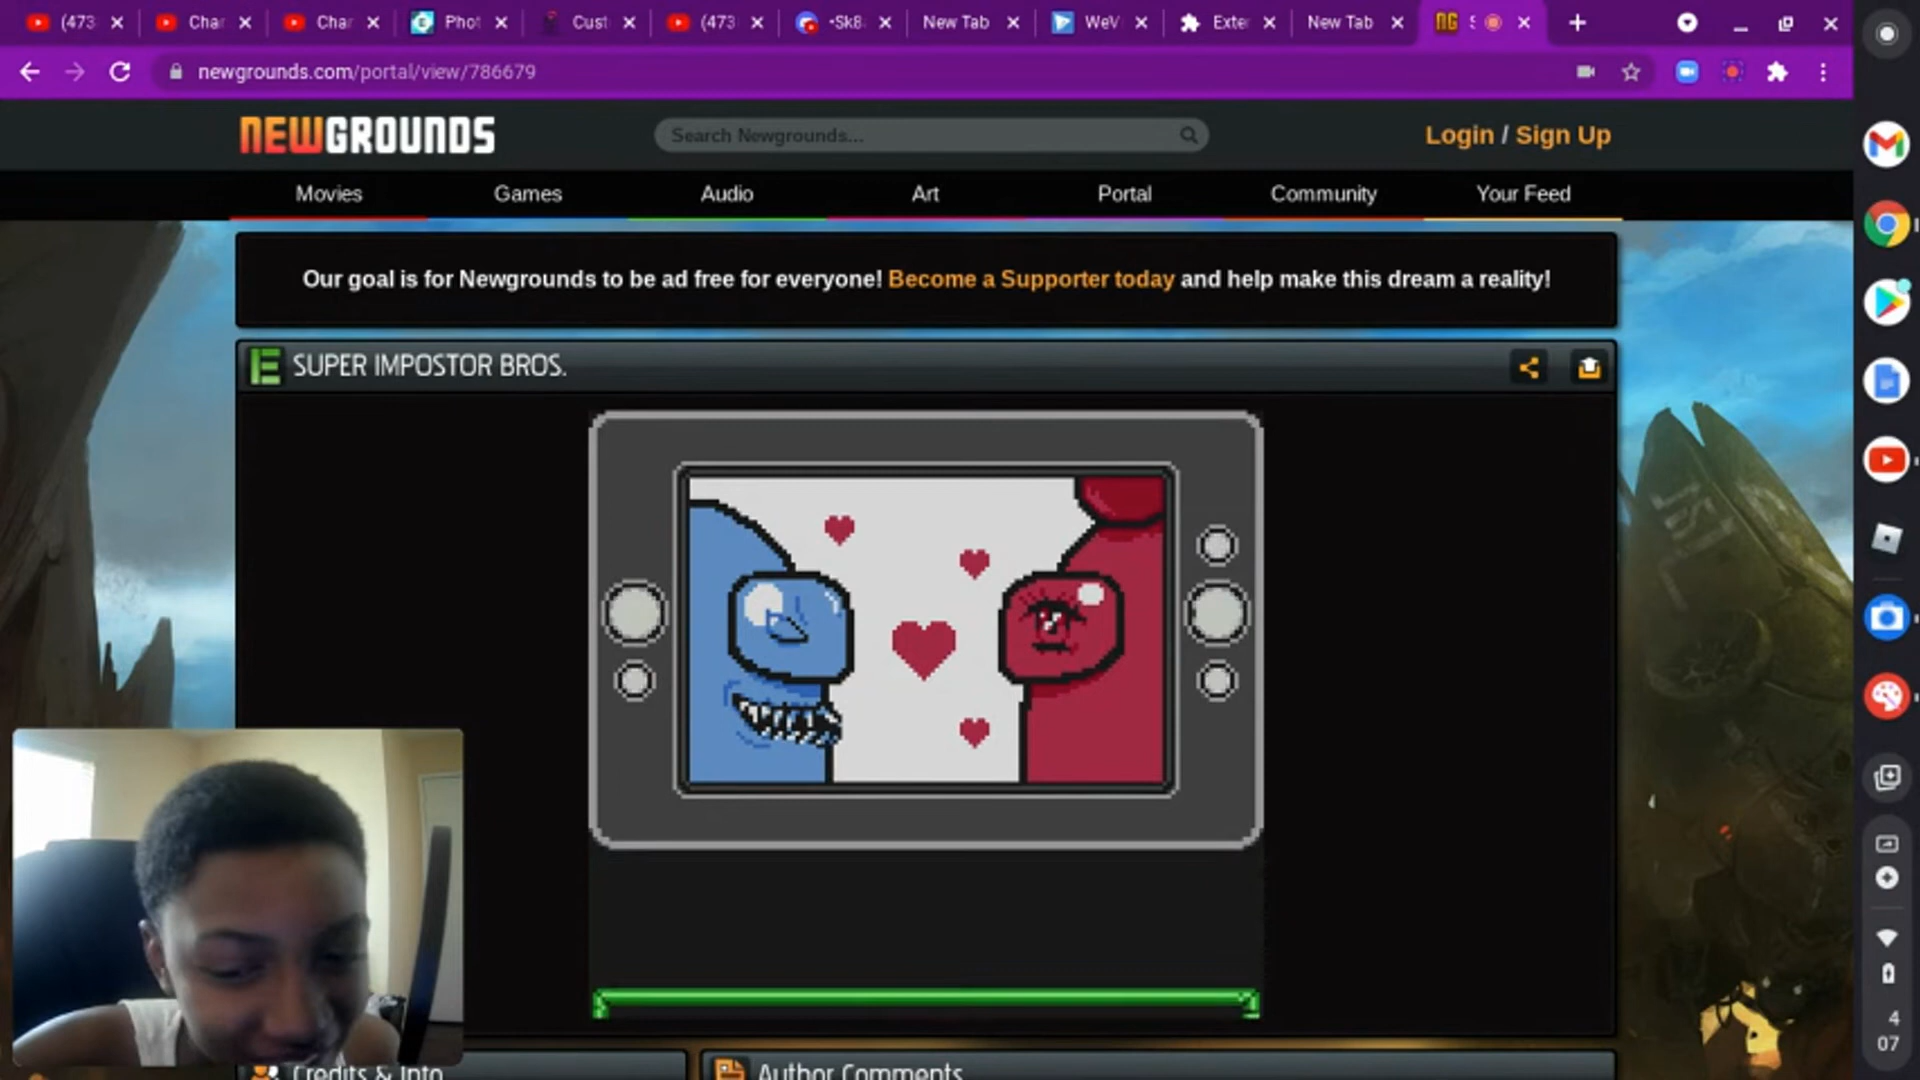 (473
Char
Char
Phot
Cust
(473
•Sk8
New Tab
WeV
Exte
New Tab
NG
newgrounds.com/portal/view/786679
NEWGROUNDS
Search Newgrounds...
Login / Sign Up
Movies
Games
Audio
Art
Portal
Community
Your Feed
Our goal is for Newgrounds to be ad free for everyone! Become a Supporter today and help make this dream a reality!
E SUPER IMPOSTOR BROS.
Credits & Info
Author Comments
4
07